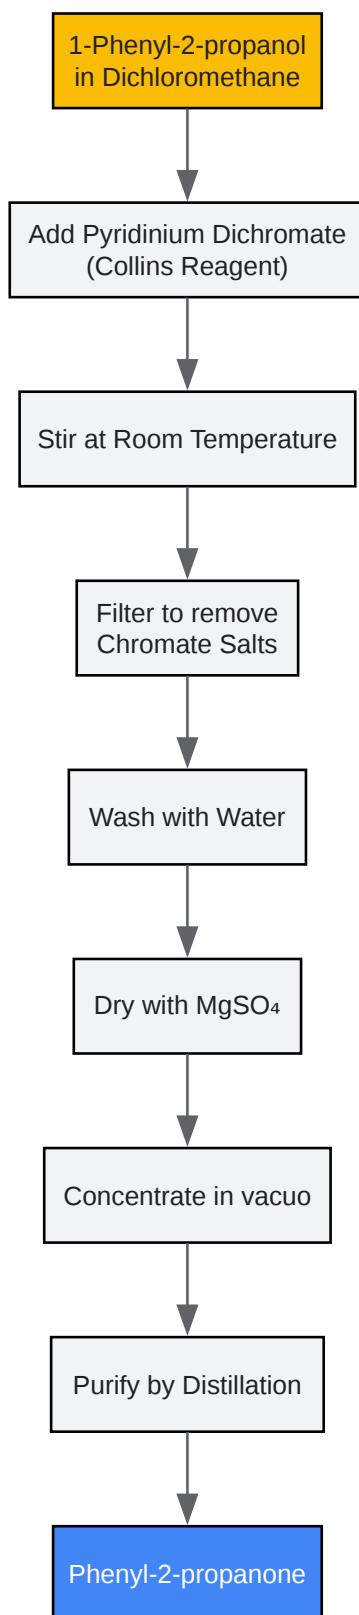 1-Phenyl-2-propanol
in Dichloromethane
Add Pyridinium Dichromate
(Collins Reagent)
Stir at Room Temperature
Filter to remove
Chromate Salts
Wash with Water
Dry with MgSO₄
Concentrate in vacuo
Purify by Distillation
Phenyl-2-propanone